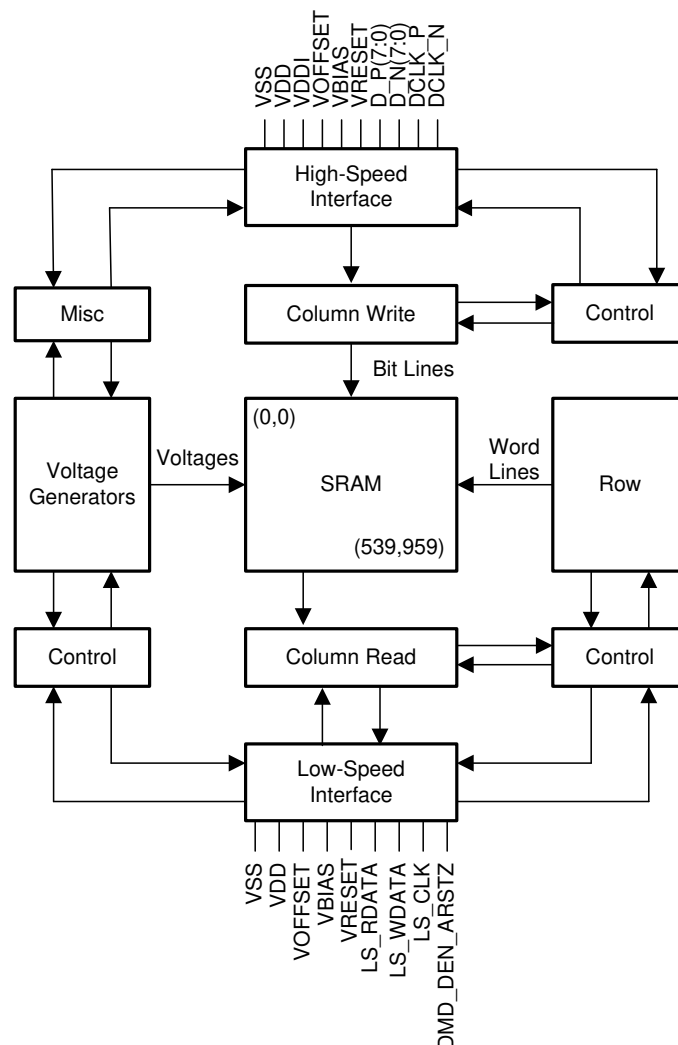 VSS
VDD
VDDI
VOFFSET
VBIAS
VRESET
D_P(7:0)
D_N(7:0)
DCLK_P
DCLK_N
High-Speed
Interface
Misc
Column Write
Control
Bit Lines
(0,0)
Voltage
Generators
Voltages
SRAM
Word
Lines
Row
(539,959)
Control
Column Read
Control
Low-Speed
Interface
VSS
VDD
VOFFSET
VBIAS
VRESET
LS_RDATA
LS_WDATA
LS_CLK
DMD_DEN_ARSTZ